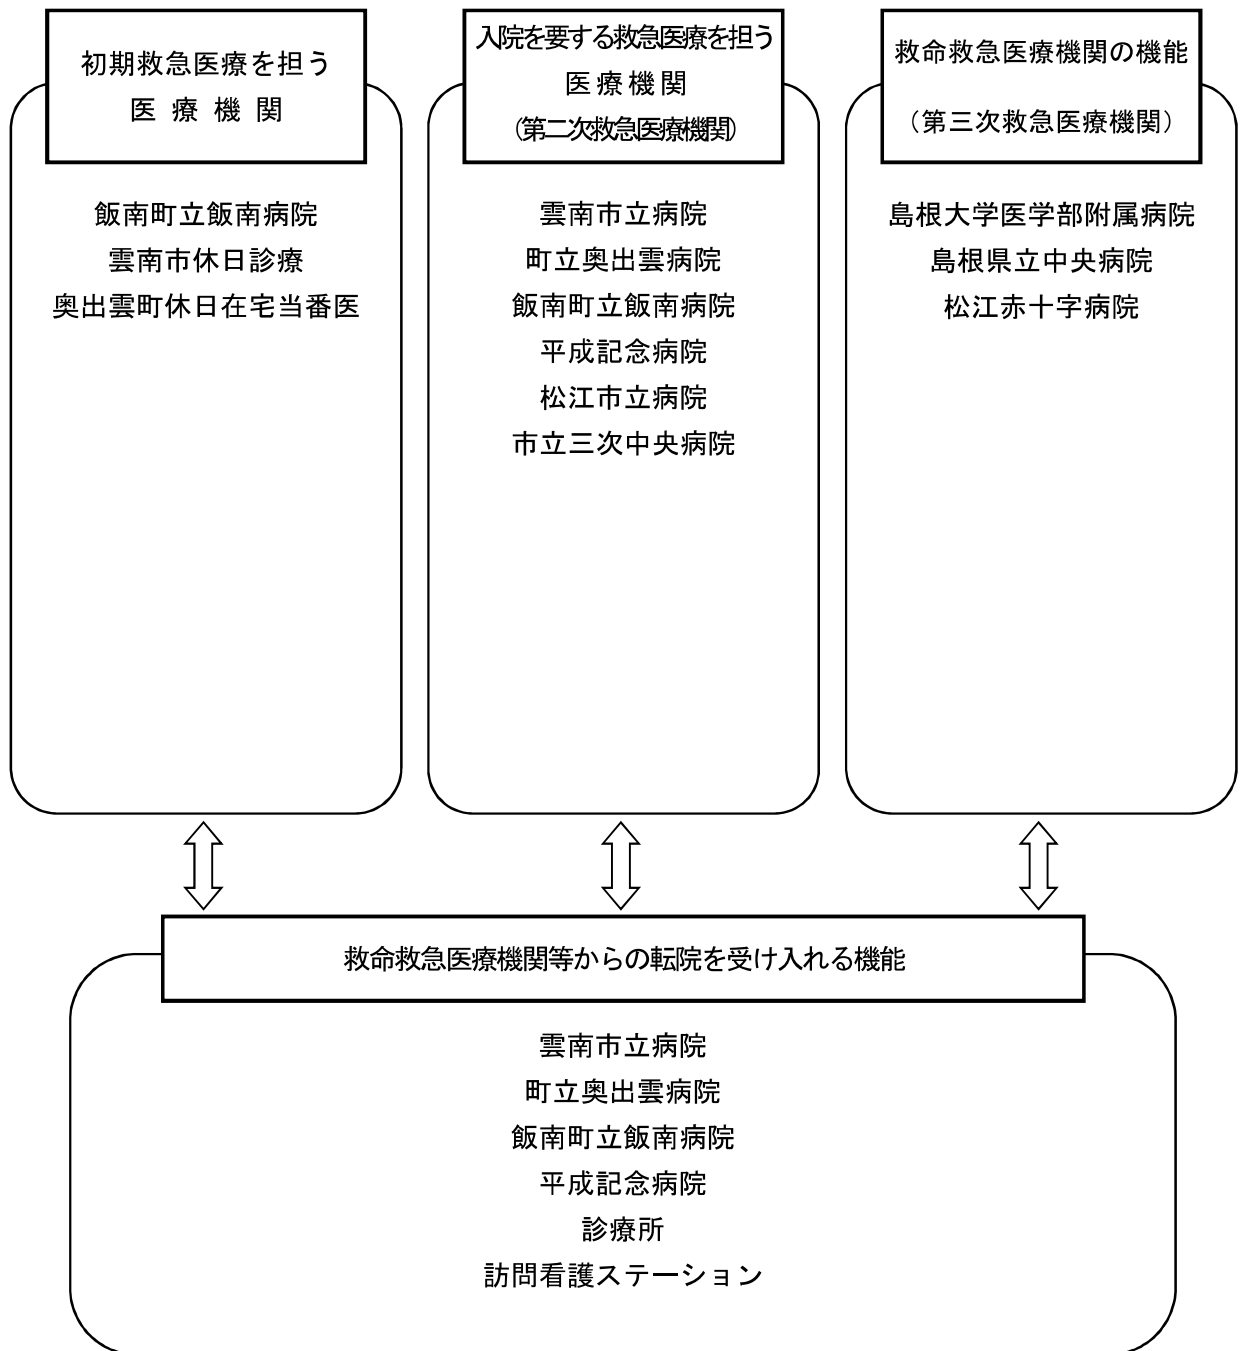 初期救急医療を担う
医療機関
飯南町立飯南病院
雲南市休日診療
奥出雲町休日在宅当番医
入院を要する救急医療を担う
医療機関
（第二次救急医療機関）
雲南市立病院
町立奥出雲病院
飯南町立飯南病院
平成記念病院
松江市立病院
市立三次中央病院
救命救急医療機関の機能
（第三次救急医療機関）
島根大学医学部附属病院
島根県立中央病院
松江赤十字病院
救命救急医療機関等からの転院を受け入れる機能
雲南市立病院
町立奥出雲病院
飯南町立飯南病院
平成記念病院
診療所
訪問看護ステーション